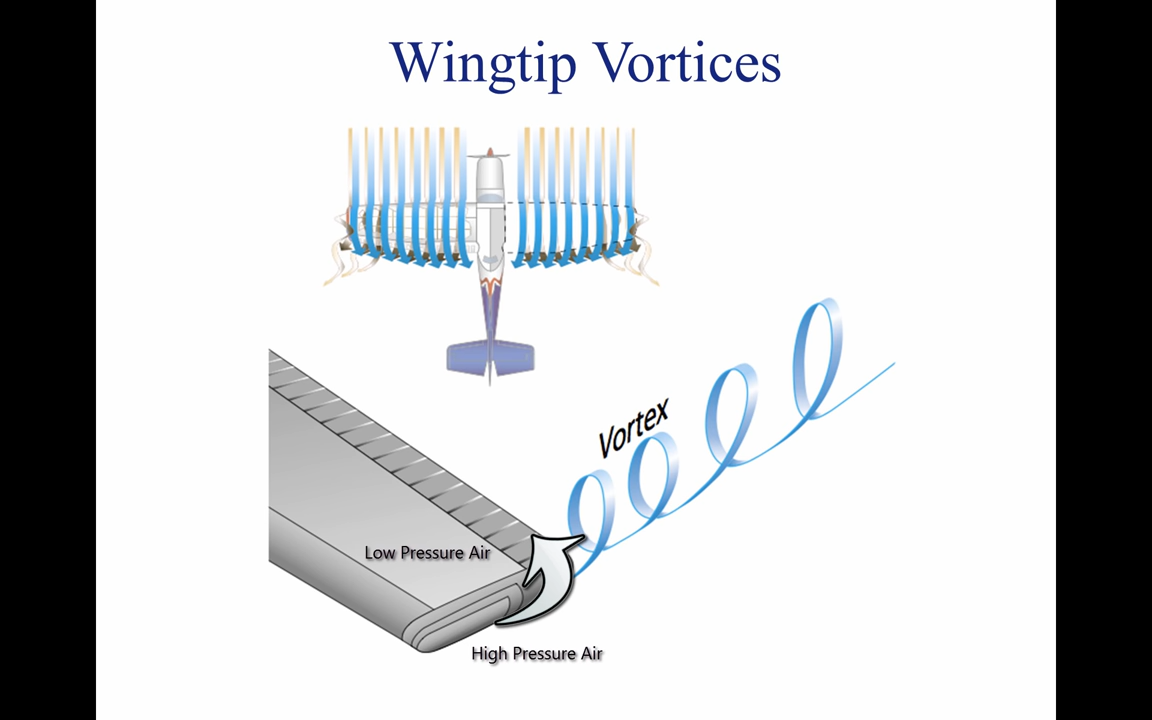 Wingtip Vortices
Vortex
Low Pressure Air
High Pressure Air